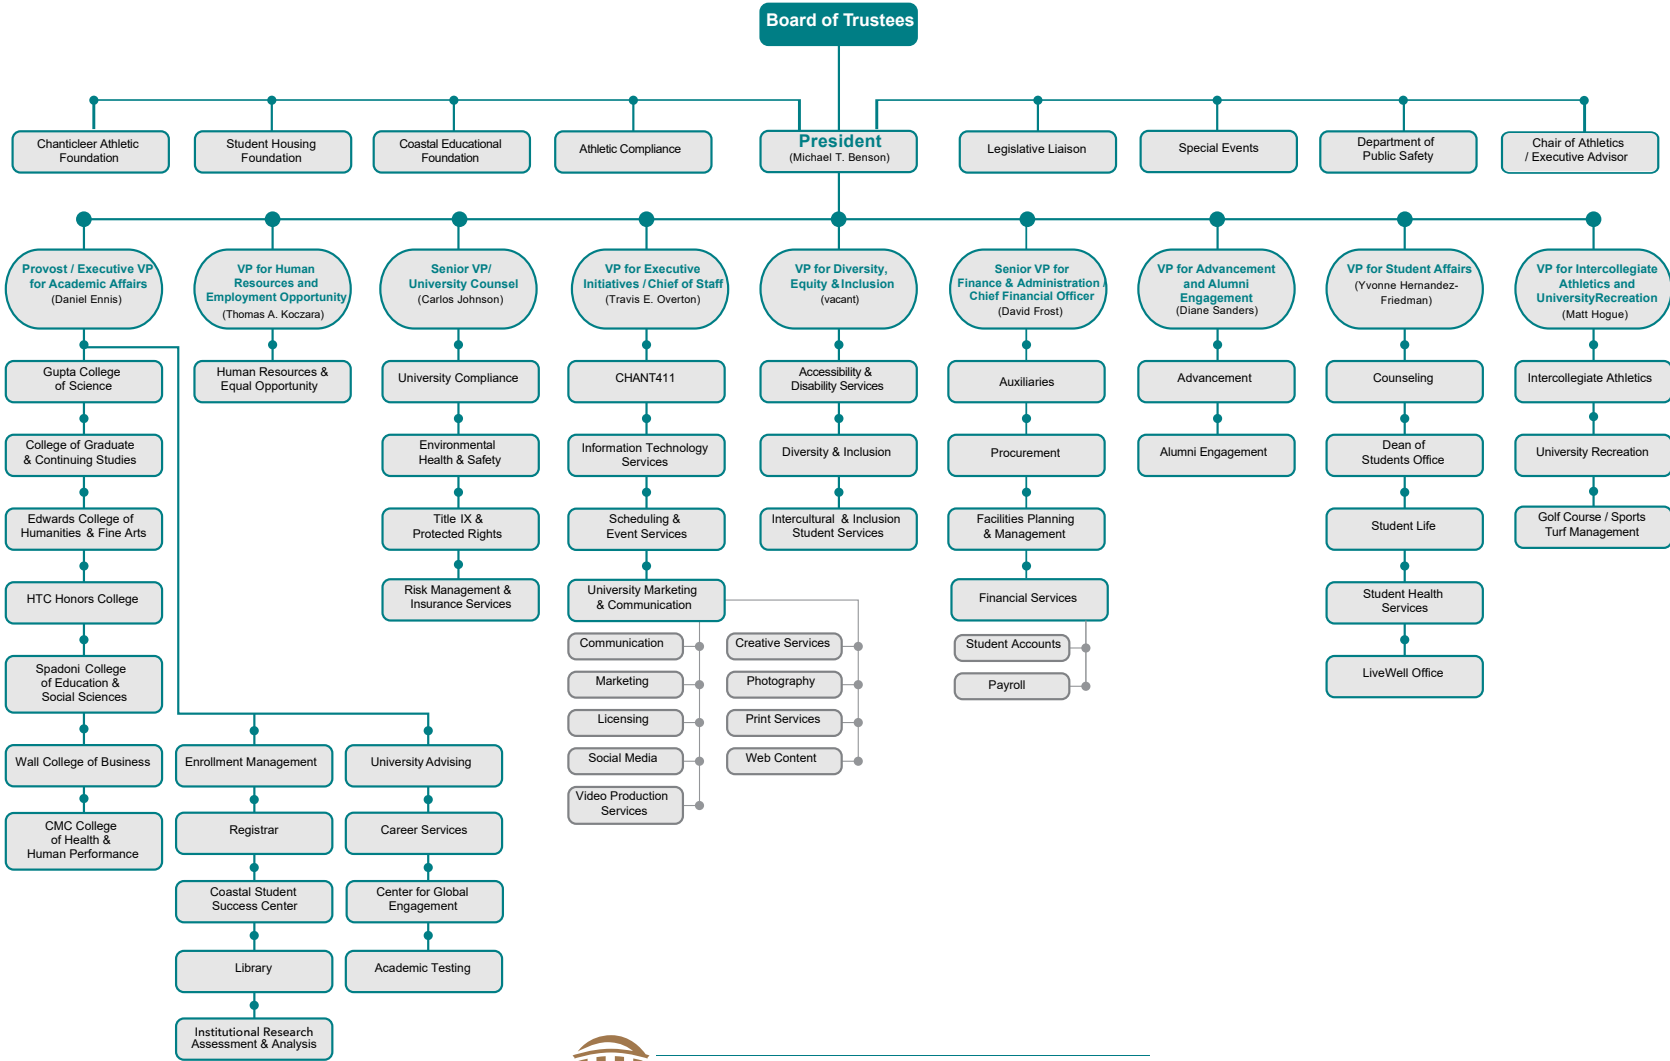 Board of Trustees
Chanticleer Athletic
Foundation
Student Housing
Foundation
Coastal Educational
Foundation
Athletic Compliance
President
(Michael T. Benson)
Legislative Liaison
Special Events
Department of
Public Safety
Chair of Athletics
/ Executive Advisor
Provost / Executive VP
for Academic Affairs
(Daniel Ennis)
VP for Human
Resources and
Employment Opportunity
(Thomas A. Koczara)
Senior VP/
University Counsel
(Carlos Johnson)
VP for Executive
Initiatives / Chief of Staff
(Travis E. Overton)
VP for Diversity,
Equity & Inclusion
(vacant)
Senior VP for
Finance & Administration /
Chief Financial Officer
(David Frost)
VP for Advancement
and Alumni
Engagement
(Diane Sanders)
VP for Student Affairs
(Yvonne Hernandez-
Friedman)
VP for Intercollegiate
Athletics and
UniversityRecreation
(Matt Hogue)
Gupta College
of Science
College of Graduate
& Continuing Studies
Edwards College of
Humanities & Fine Arts
HTC Honors College
Spadoni College
of Education &
Social Sciences
Wall College of Business
CMC College
of Health &
Human Performance
Enrollment Management
Registrar
Coastal Student
Success Center
Library
Institutional Research
Assessment & Analysis
University Advising
Career Services
Center for Global
Engagement
Academic Testing
Human Resources &
Equal Opportunity
University Compliance
Environmental
Health & Safety
Title IX &
Protected Rights
Risk Management &
Insurance Services
CHANT411
Information Technology
Services
Scheduling &
Event Services
University Marketing
& Communication
Communication
Marketing
Licensing
Social Media
Video Production
Services
Creative Services
Photography
Print Services
Web Content
Accessibility &
Disability Services
Diversity & Inclusion
Intercultural & Inclusion
Student Services
Auxiliaries
Procurement
Facilities Planning
& Management
Financial Services
Student Accounts
Payroll
Advancement
Alumni Engagement
Counseling
Dean of
Students Office
Student Life
Student Health
Services
LiveWell Office
Intercollegiate Athletics
University Recreation
Golf Course / Sports
Turf Management